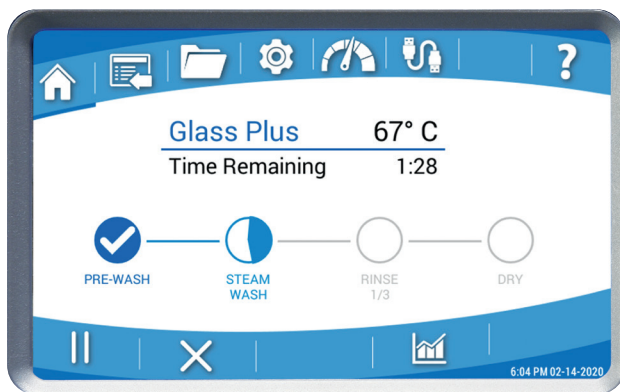 Glass Plus 67° C
Time Remaining 1:28
PRE-WASH
STEAM
WASH
RINSE
1/3
DRY
6:04 PM 02-14-2020